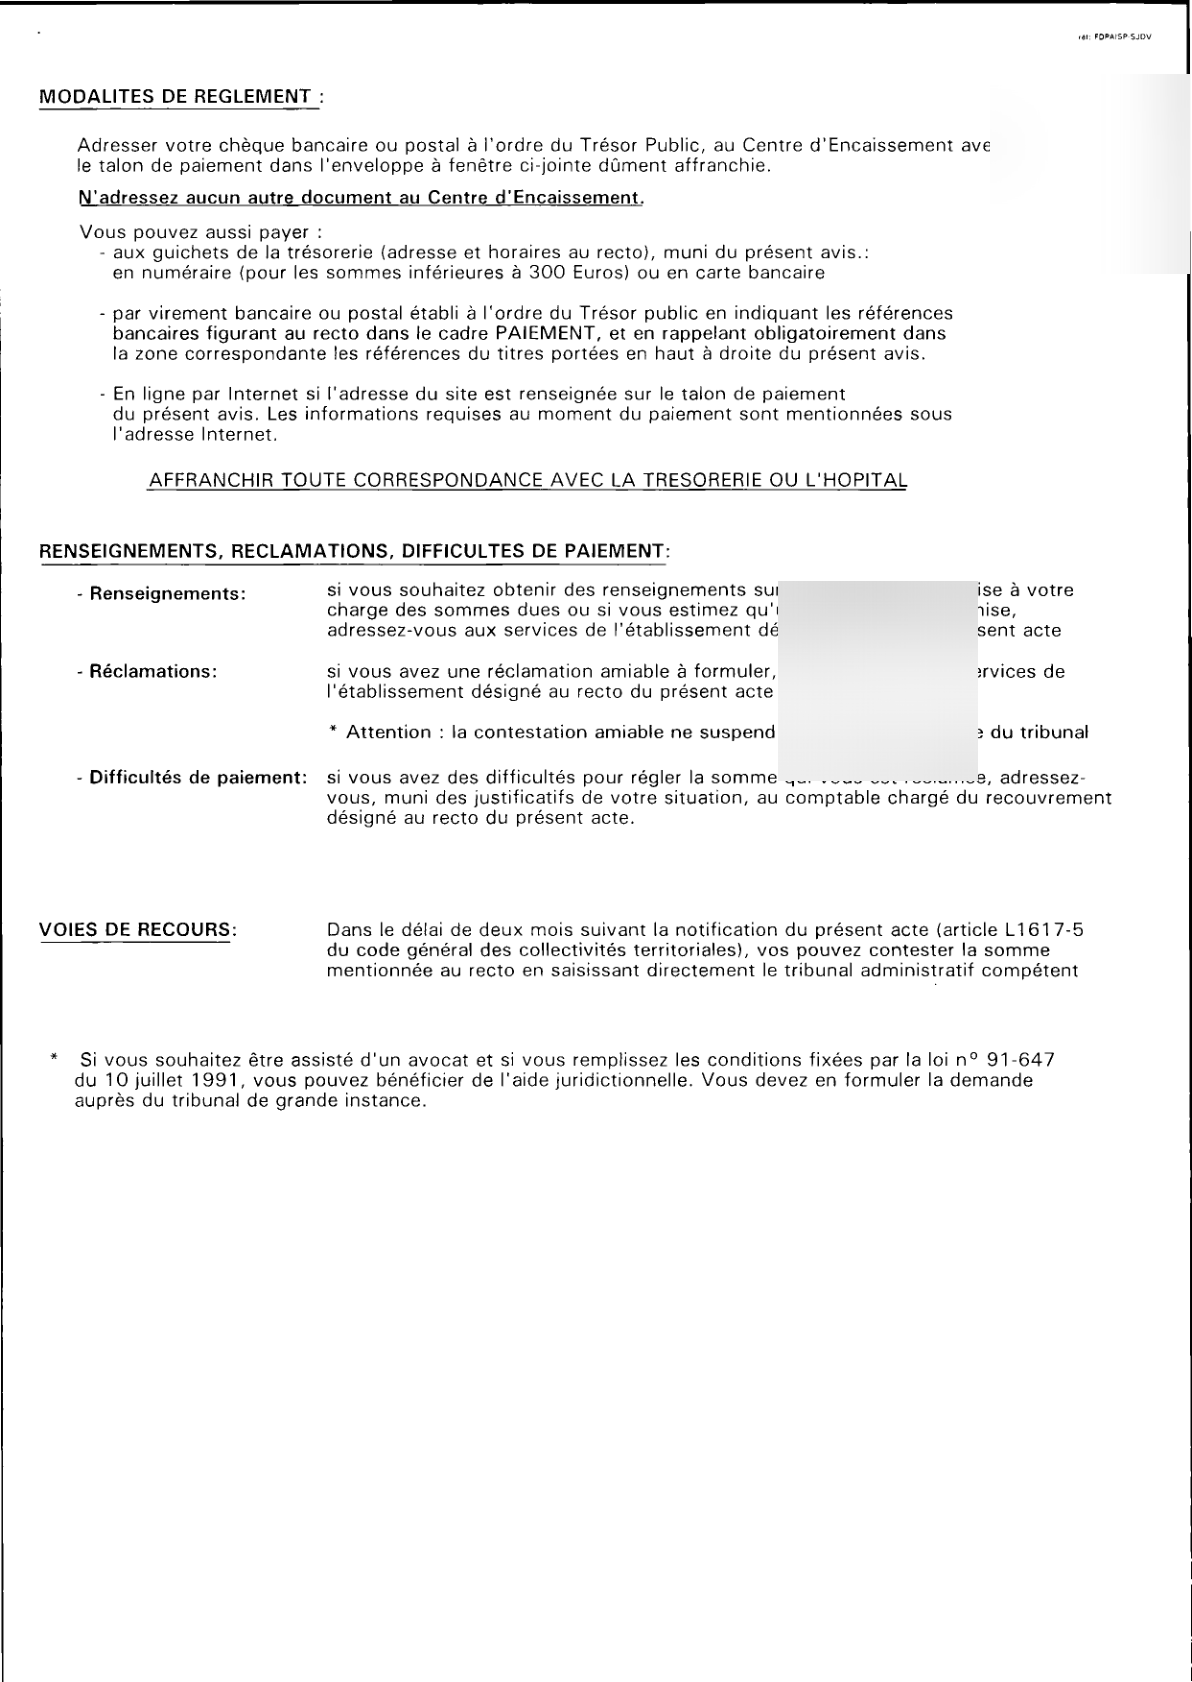 réf: FDPAISP SJDV
MODALITES DE REGLEMENT :
Adresser votre chèque bancaire ou postal à l'ordre du Trésor Public, au Centre d'Encaissement
le talon de paiement dans l'enveloppe à fenêtre ci-jointe dûment affranchie.
N'adressez aucun autre document au Centre d'Encaissement.
Vous pouvez aussi payer :
- aux guichets de la trésorerie (adresse et horaires au recto), muni du présent avis.:
en numéraire (pour les sommes inférieures à 300 Euros) ou en carte bancaire
- par virement bancaire ou postal établi à l'ordre du Trésor public en indiquant les références
bancaires figurant au recto dans le cadre PAIEMENT, et en rappelant obligatoirement dans
la zone correspondante les références du titres portées en haut à droite du présent avis.
- En ligne par Internet si l'adresse du site est renseignée sur le talon de paiement
du présent avis. Les informations requises au moment du paiement sont mentionnées sous
l'adresse Internet.
AFFRANCHIR TOUTE CORRESPONDANCE AVEC LA TRESORERIE OU L'HOPITAL
RENSEIGNEMENTS, RECLAMATIONS, DIFFICULTES DE PAIEMENT:
- Renseignements: si vous souhaitez obtenir des renseignements à votre
charge des sommes dues ou si vous estimez
adressez-vous aux services de l'établissement acte
- Réclamations: si vous avez une réclamation amiable à formuler, de
l'établissement désigné au recto du présent acte
* Attention : la contestation amiable ne suspend du tribunal
- Difficultés de paiement: si vous avez des difficultés pour régler la somme adressez-
vous, muni des justificatifs de votre situation, au comptable chargé du recouvrement
désigné au recto du présent acte.
VOIES DE RECOURS: Dans le délai de deux mois suivant la notification du présent acte (article L1617-5
du code général des collectivités territoriales), vos pouvez contester la somme
mentionnée au recto en saisissant directement le tribunal administratif compétent
* Si vous souhaitez être assisté d'un avocat et si vous remplissez les conditions fixées par la loi n° 91-647
du 10 juillet 1991, vous pouvez bénéficier de l'aide juridictionnelle. Vous devez en formuler la demande
auprès du tribunal de grande instance.